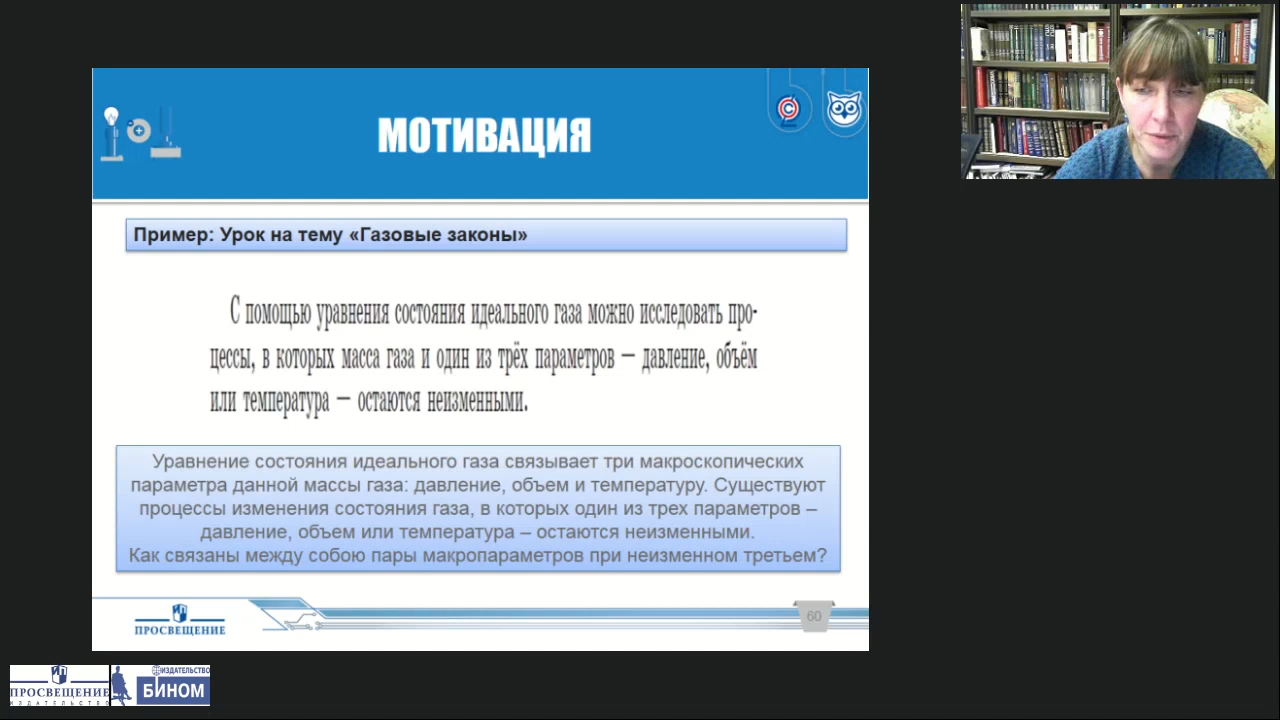 МОТИВАЦИЯ
Пример: Урок на тему «Газовые законы»
С помощью уравнения состояния идеального газа можно исследовать про-
цессы, в которых масса газа и один из трёх параметров — давление, объём
или температура — остаются неизменными.
Уравнение состояния идеального газа связывает три макроскопических
параметра данной массы газа: давление, объем и температуру. Существуют
процессы изменения состояния газа, в которых один из трех параметров –
давление, объем или температура – остаются неизменными.
Как связаны между собою пары макропараметров при неизменном третьем?
ПРОСВЕЩЕНИЕ
60
ПРОСВЕЩЕНИЕ
ИЗДАТЕЛЬСТВО
ИЗДАТЕЛЬСТВО
БИНОМ